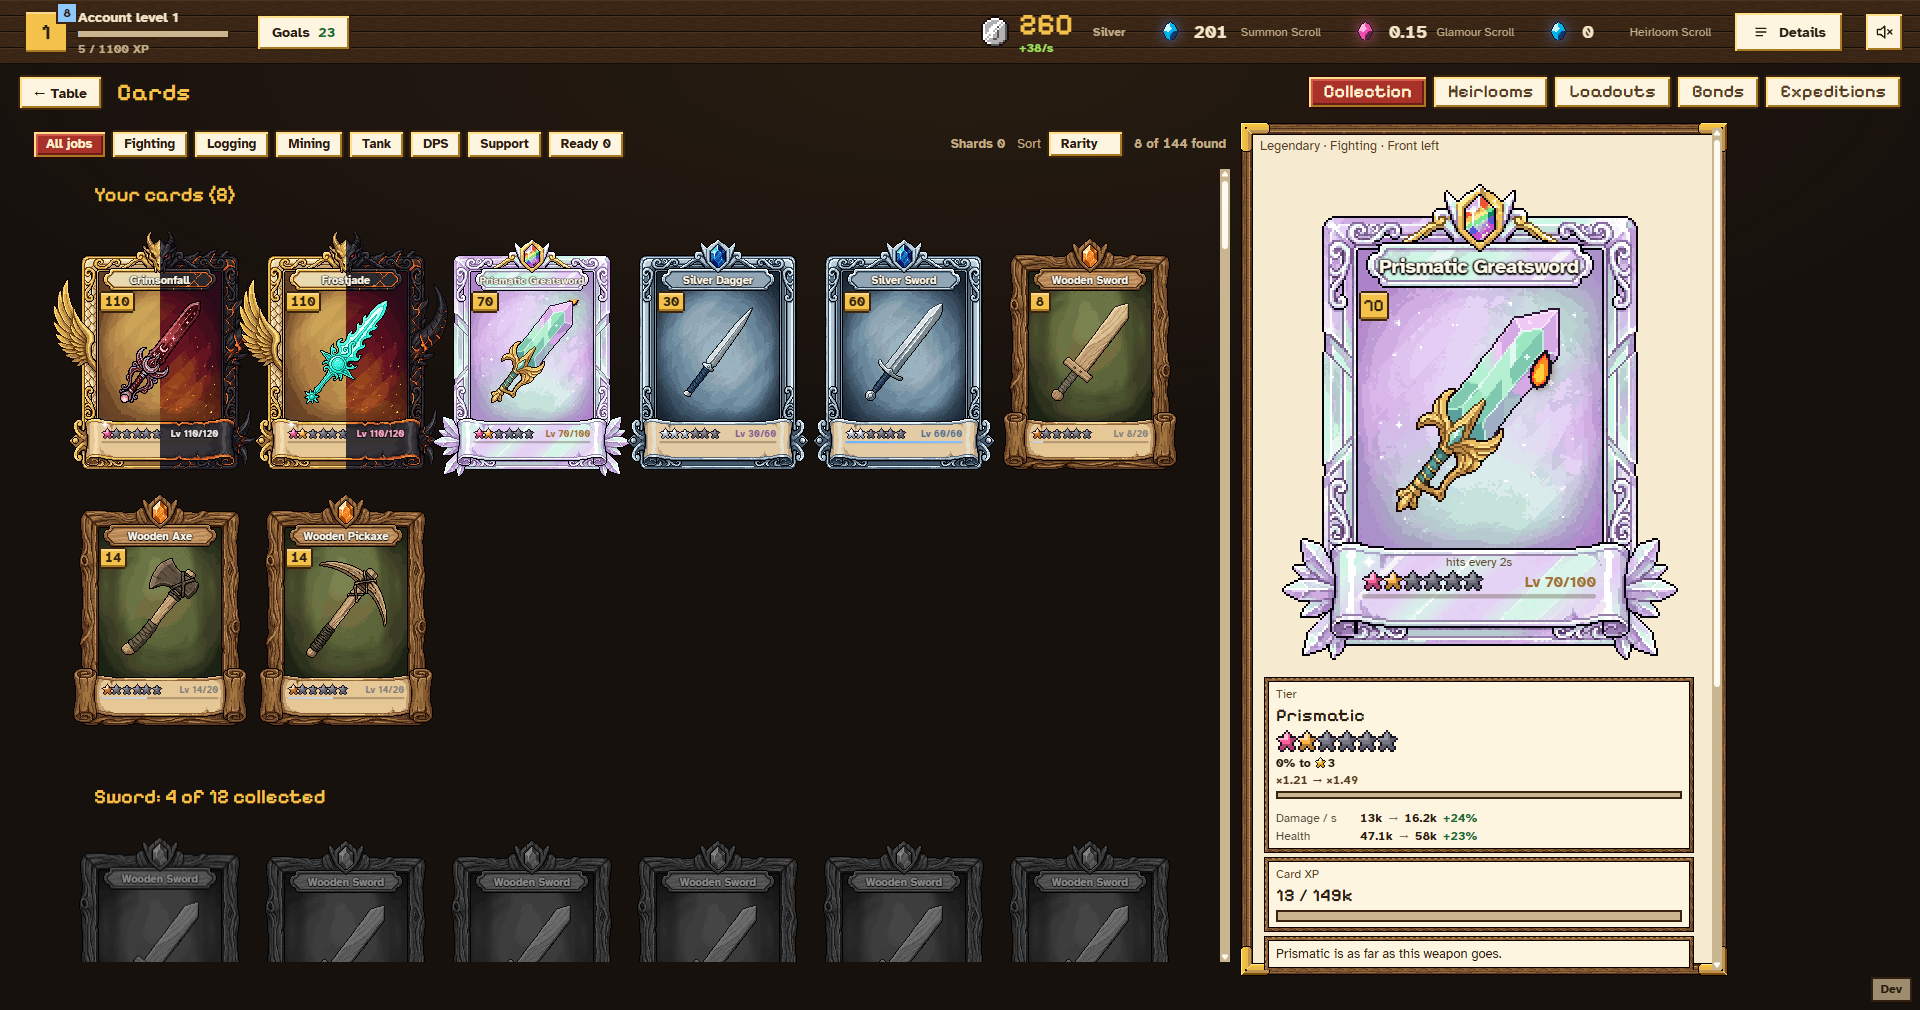 1
8
Account level 1
5 / 1100 XP
Goals 23
260
+38/s
Silver
201 Summon Scroll
0.15 Glamour Scroll
0 Heirloom Scroll
Details
← Table
Cards
Collection
Heirlooms
Loadouts
Bonds
Expeditions
All jobs
Fighting
Logging
Mining
Tank
DPS
Support
Ready 0
Shards 0
Sort
Rarity
8 of 144 found
Your cards (8)
Crimsonfall
110
Lv 110/120
Frostjade
110
Lv 110/120
Prismatic Greatsword
70
Lv 70/100
Silver Dagger
30
Lv 30/60
Silver Sword
60
Lv 60/60
Wooden Sword
8
Lv 8/20
Wooden Axe
14
Lv 14/20
Wooden Pickaxe
14
Lv 14/20
Sword: 4 of 12 collected
Wooden Sword
Wooden Sword
Wooden Sword
Wooden Sword
Wooden Sword
Wooden Sword
Legendary · Fighting · Front left
Prismatic Greatsword
70
hits every 2s
Lv 70/100
Tier
Prismatic
0% to ★3
×1.21 → ×1.49
Damage / s 13k → 16.2k +24%
Health 47.1k → 58k +23%
Card XP
13 / 149k
Prismatic is as far as this weapon goes.
Dev